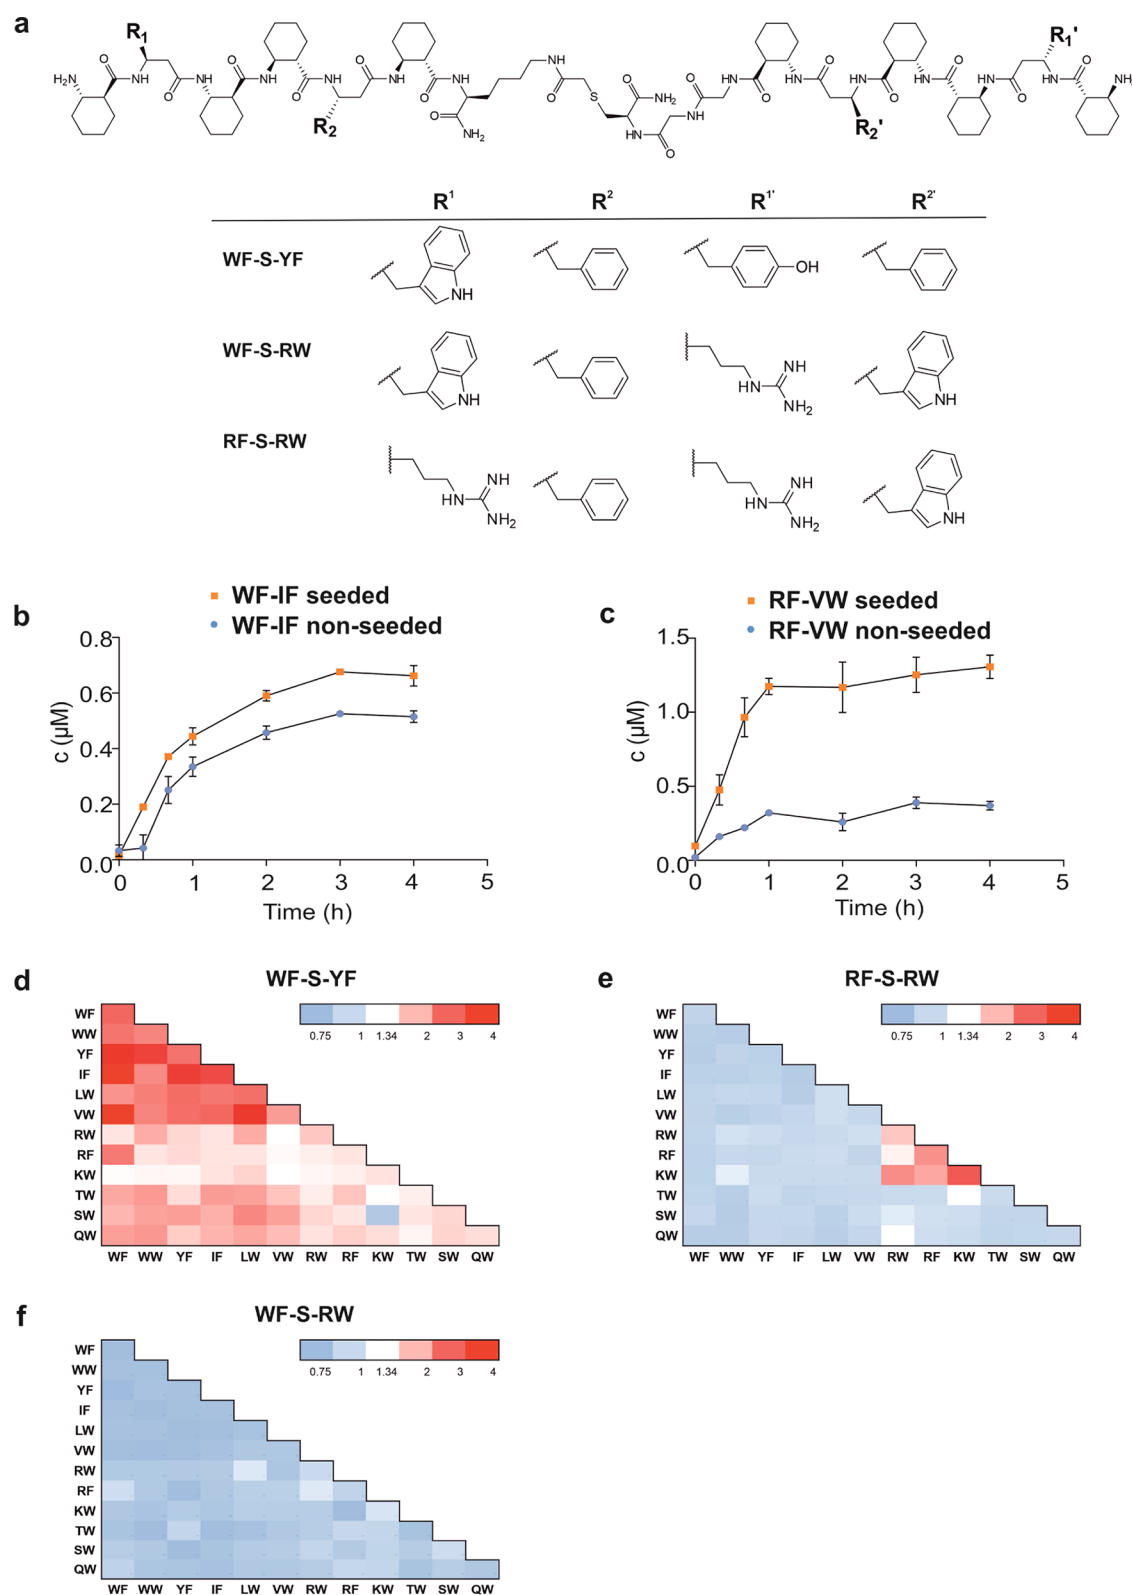 a
R1
R1'
R2
R2'
H2N
O
NH
O
NH
O
NH
O
NH
O
NH
O
NH
O
NH2
NH
O
S
O
NH2
HN
O
NH
O
NH
O
NH
O
NH
O
NH
O
NH
O
NH
R1 R2 R1' R2'
WF-S-YF
NH
OH
WF-S-RW
NH
HN
NH
NH2
NH
RF-S-RW
HN
NH
NH2
HN
NH
NH2
NH
b
WF-IF seeded
WF-IF non-seeded
c (µM)
0.8
0.6
0.4
0.2
0.0
0 1 2 3 4 5
Time (h)
c
RF-VW seeded
RF-VW non-seeded
c (µM)
1.5
1.0
0.5
0.0
0 1 2 3 4 5
Time (h)
d
WF-S-YF
0.75 1 1.34 2 3 4
WF
WW
YF
IF
LW
VW
RW
RF
KW
TW
SW
QW
WF WW YF IF LW VW RW RF KW TW SW QW
e
RF-S-RW
0.75 1 1.34 2 3 4
WF
WW
YF
IF
LW
VW
RW
RF
KW
TW
SW
QW
WF WW YF IF LW VW RW RF KW TW SW QW
f
WF-S-RW
0.75 1 1.34 2 3 4
WF
WW
YF
IF
LW
VW
RW
RF
KW
TW
SW
QW
WF WW YF IF LW VW RW RF KW TW SW QW